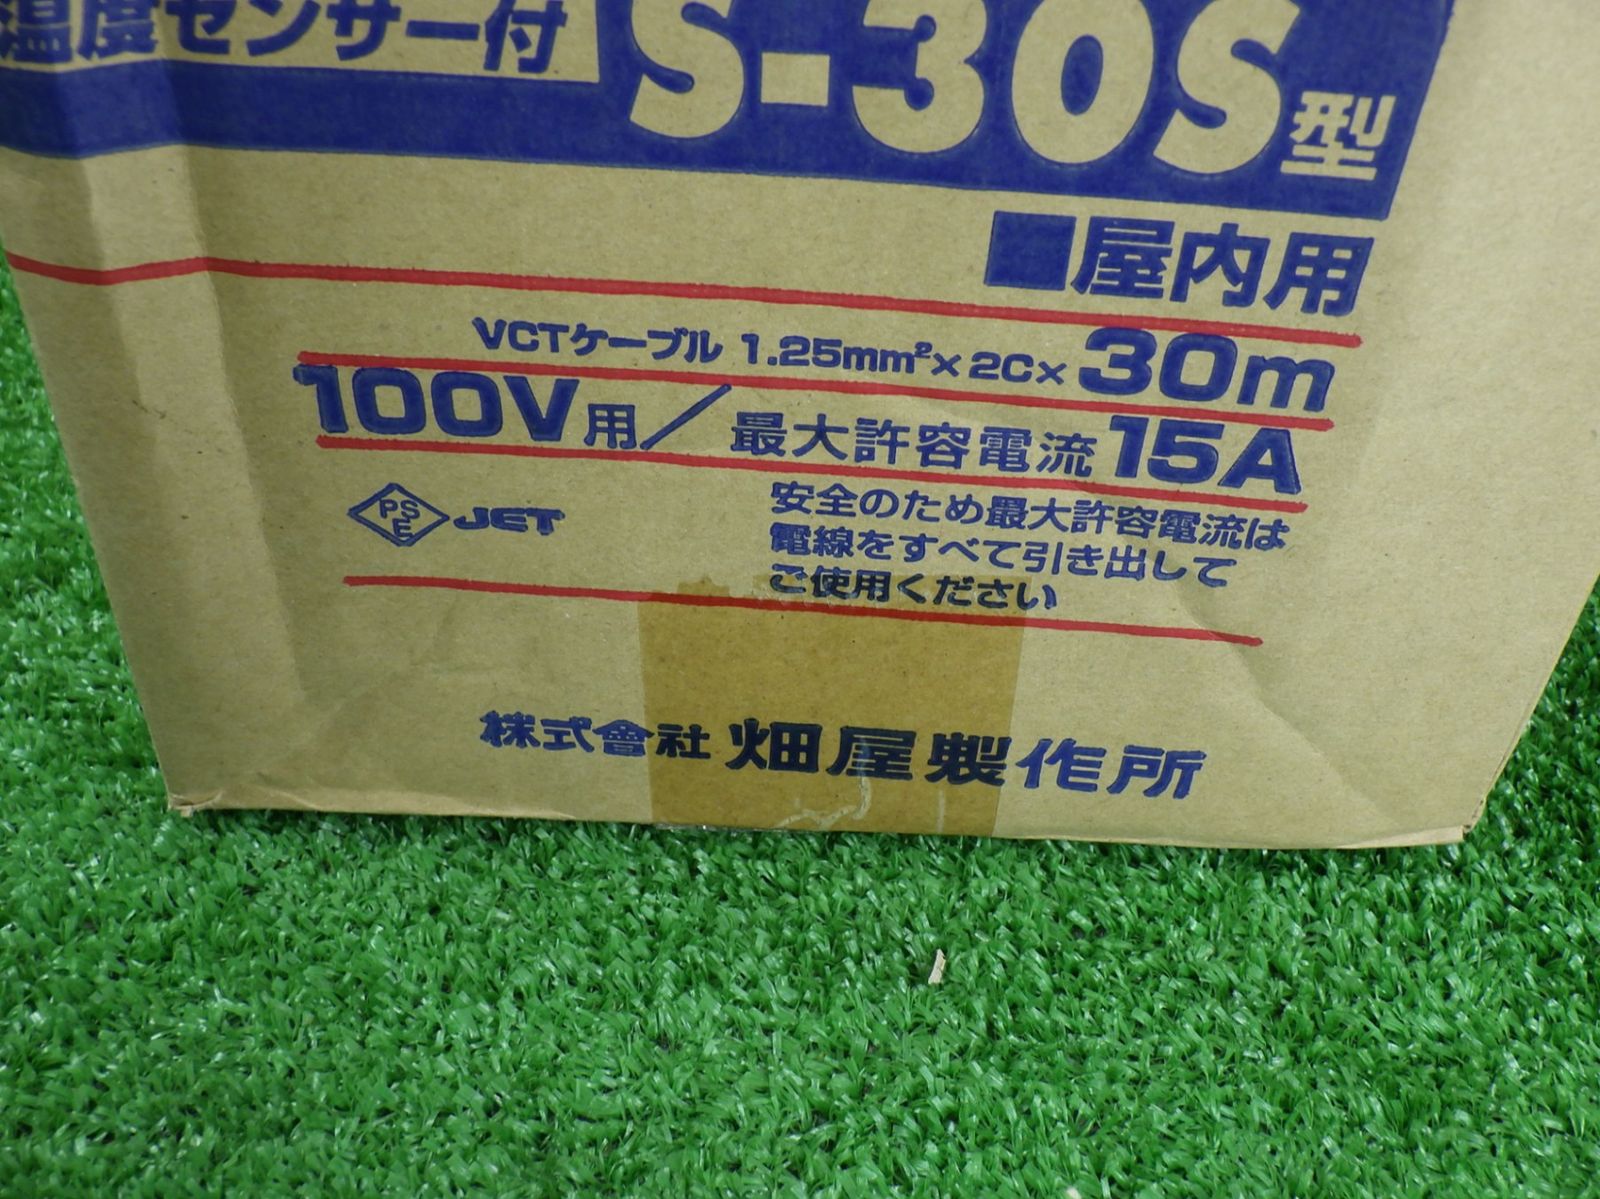 温度センサー付 S-30S型
■屋内用
VCTケーブル 1.25mm²×2C×30m
100V用／最大許容電流15A
PSE JET
安全のため最大許容電流は
電線をすべて引き出して
ご使用ください
株式會社 畑屋製作所